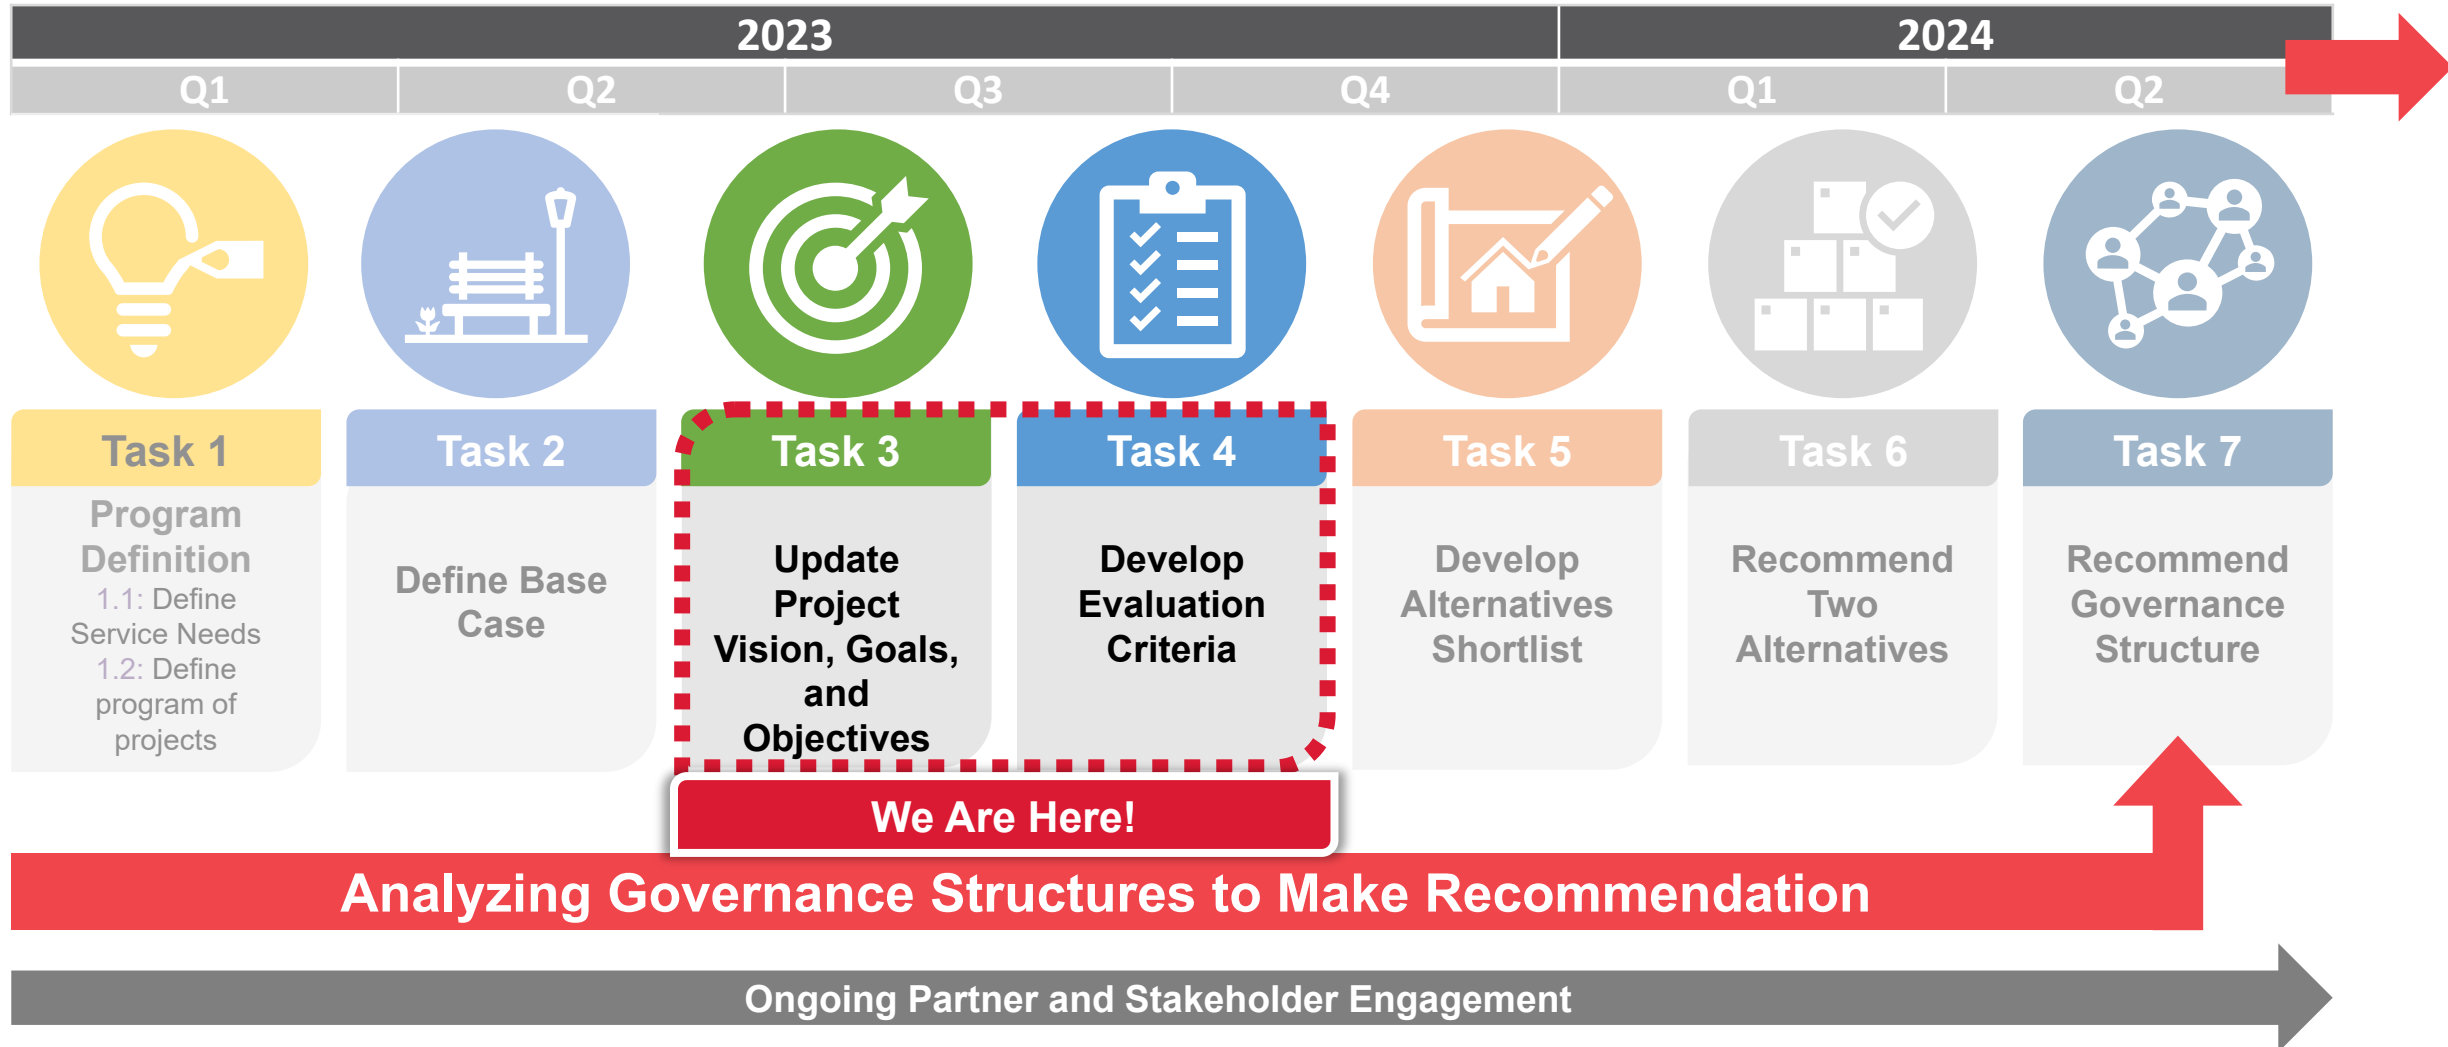 2023
2024
Q1
Q2
Q3
Q4
Q1
Q2
Task 1
Program
Definition
1.1: Define
Service Needs
1.2: Define
program of
projects
Task 2
Define Base
Case
Task 3
Update
Project
Vision, Goals,
and
Objectives
Task 4
Develop
Evaluation
Criteria
Task 5
Develop
Alternatives
Shortlist
Task 6
Recommend
Two
Alternatives
Task 7
Recommend
Governance
Structure
We Are Here!
Analyzing Governance Structures to Make Recommendation
Ongoing Partner and Stakeholder Engagement